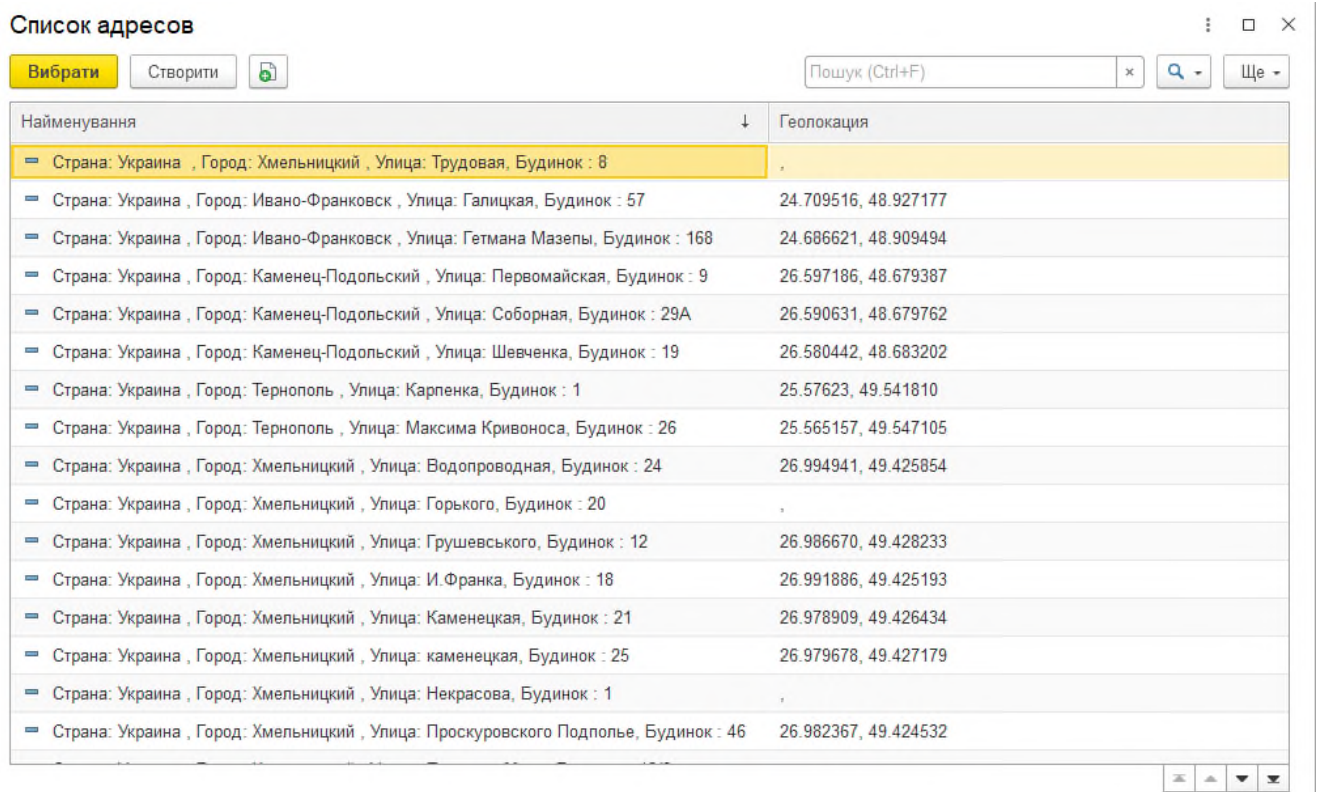 Список адресов
Вибрати Створити Пошук (Ctrl+F) × Ще
Найменування ↓ Геолокация
Страна: Украина , Город: Хмельницкий , Улица: Трудовая, Будинок : 8 ,
Страна: Украина , Город: Ивано-Франковск , Улица: Галицкая, Будинок : 57 24.709516, 48.927177
Страна: Украина , Город: Ивано-Франковск , Улица: Гетмана Мазепы, Будинок : 168 24.686621, 48.909494
Страна: Украина , Город: Каменец-Подольский , Улица: Первомайская, Будинок : 9 26.597186, 48.679387
Страна: Украина , Город: Каменец-Подольский , Улица: Соборная, Будинок : 29А 26.590631, 48.679762
Страна: Украина , Город: Каменец-Подольский , Улица: Шевченка, Будинок : 19 26.580442, 48.683202
Страна: Украина , Город: Тернополь , Улица: Карпенка, Будинок : 1 25.57623, 49.541810
Страна: Украина , Город: Тернополь , Улица: Максима Кривоноса, Будинок : 26 25.565157, 49.547105
Страна: Украина , Город: Хмельницкий , Улица: Водопроводная, Будинок : 24 26.994941, 49.425854
Страна: Украина , Город: Хмельницкий , Улица: Горького, Будинок : 20 ,
Страна: Украина , Город: Хмельницкий , Улица: Грушевського, Будинок : 12 26.986670, 49.428233
Страна: Украина , Город: Хмельницкий , Улица: И.Франка, Будинок : 18 26.991886, 49.425193
Страна: Украина , Город: Хмельницкий , Улица: Каменецкая, Будинок : 21 26.978909, 49.426434
Страна: Украина , Город: Хмельницкий , Улица: каменецкая, Будинок : 25 26.979678, 49.427179
Страна: Украина , Город: Хмельницкий , Улица: Некрасова, Будинок : 1 ,
Страна: Украина , Город: Хмельницкий , Улица: Проскуровского Подполье, Будинок : 46 26.982367, 49.424532